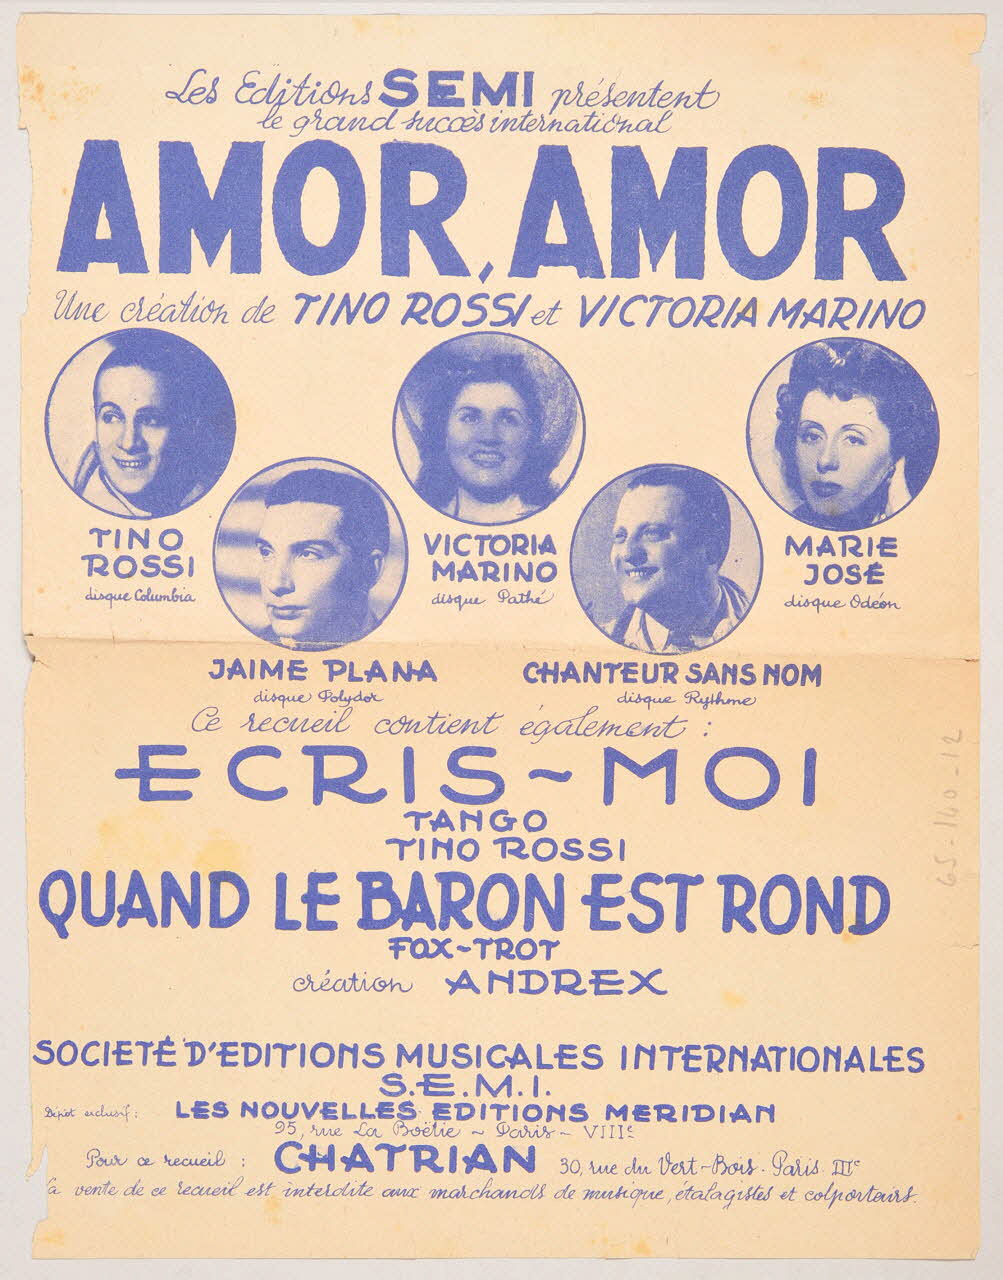 Les Editions SEMI présentent
le grand succès international
AMOR, AMOR
Une création de TINO ROSSI et VICTORIA MARINO
TINO
ROSSI
disque Columbia
VICTORIA
MARINO
disque Pathé
MARIE
JOSÉ
disque Odéon
JAIME PLANA
disque Polydor
CHANTEUR SANS NOM
disque Rythme
Ce recueil contient également :
ECRIS~MOI
TANGO
TINO ROSSI
QUAND LE BARON EST ROND
FOX-TROT
création ANDREX
SOCIETÉ D'EDITIONS MUSICALES INTERNATIONALES
S.E.M.I.
Dépot exclusif : LES NOUVELLES EDITIONS MERIDIAN
95, rue La Boëtie ~ Paris - VIIIe
Pour ce recueil : CHATRIAN 30, rue du Vert-Bois. Paris. IIIe
La vente de ce recueil est interdite aux marchands de musique, étalagistes et colporteurs.
65-140-12